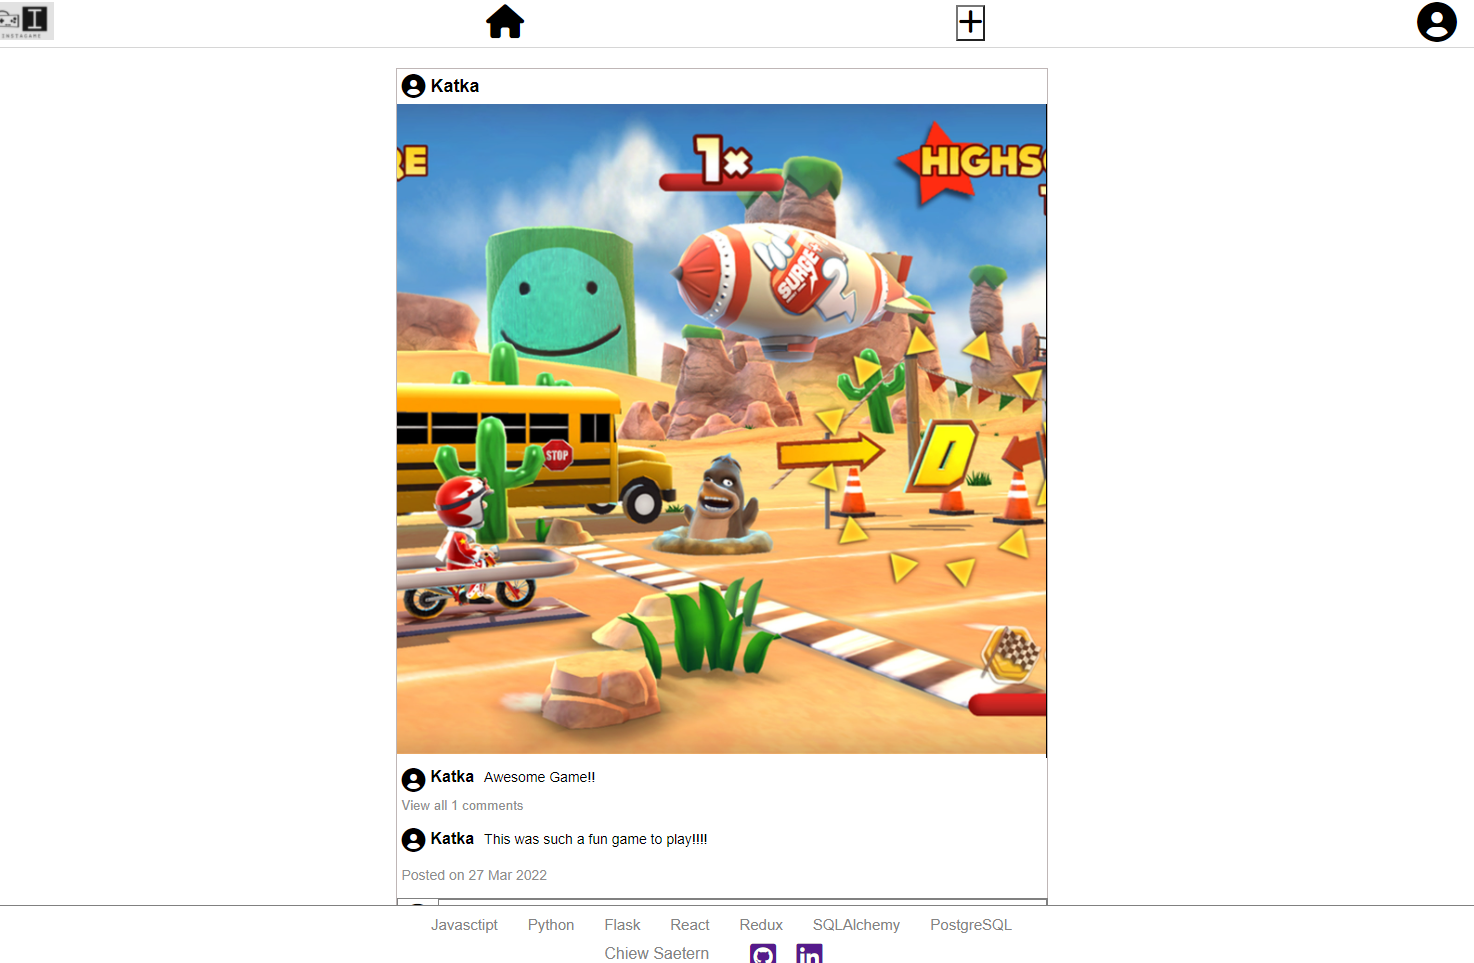 I
INSTAGAME
Katka
RE
1x
HIGHSC
SURGE
2
STOP
D
Katka Awesome Game!!
View all 1 comments
Katka This was such a fun game to play!!!!
Posted on 27 Mar 2022
Javasctipt Python Flask React Redux SQLAlchemy PostgreSQL
Chiew Saetern in